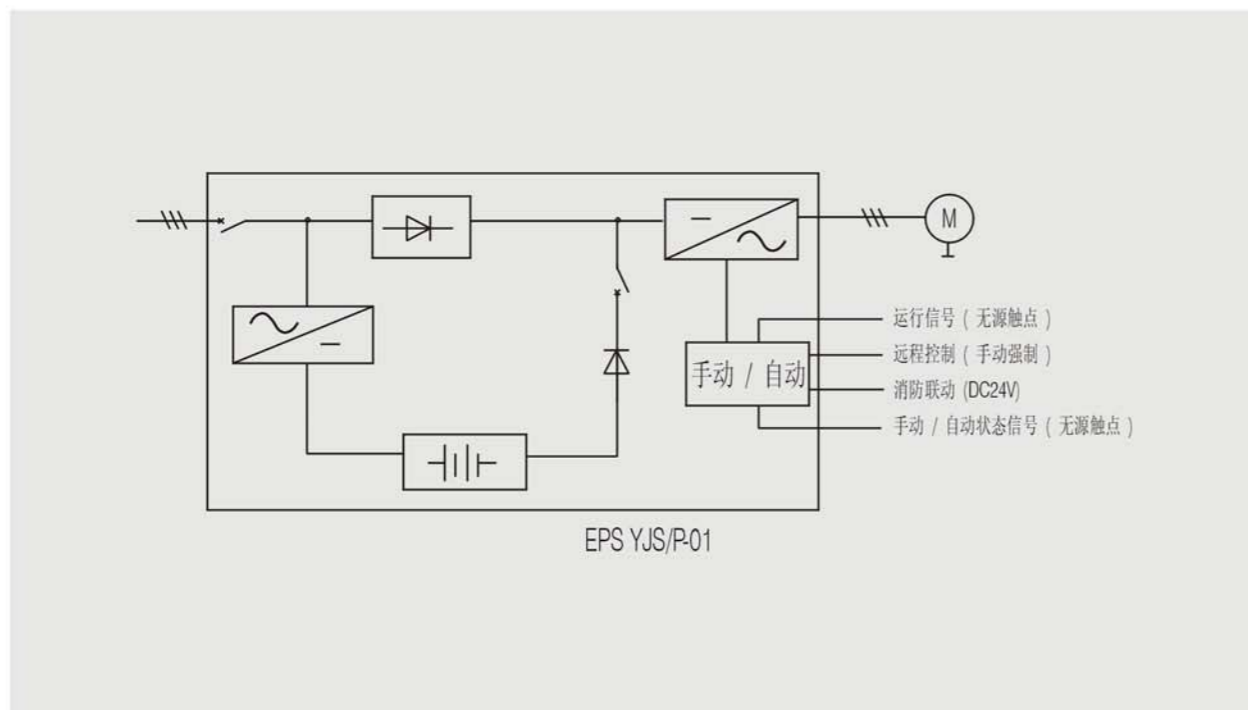 M
运行信号 ( 无源触点 )
远程控制 ( 手动强制 )
手动 / 自动
消防联动 (DC24V)
手动 / 自动状态信号 ( 无源触点 )
EPS YJS/P-01